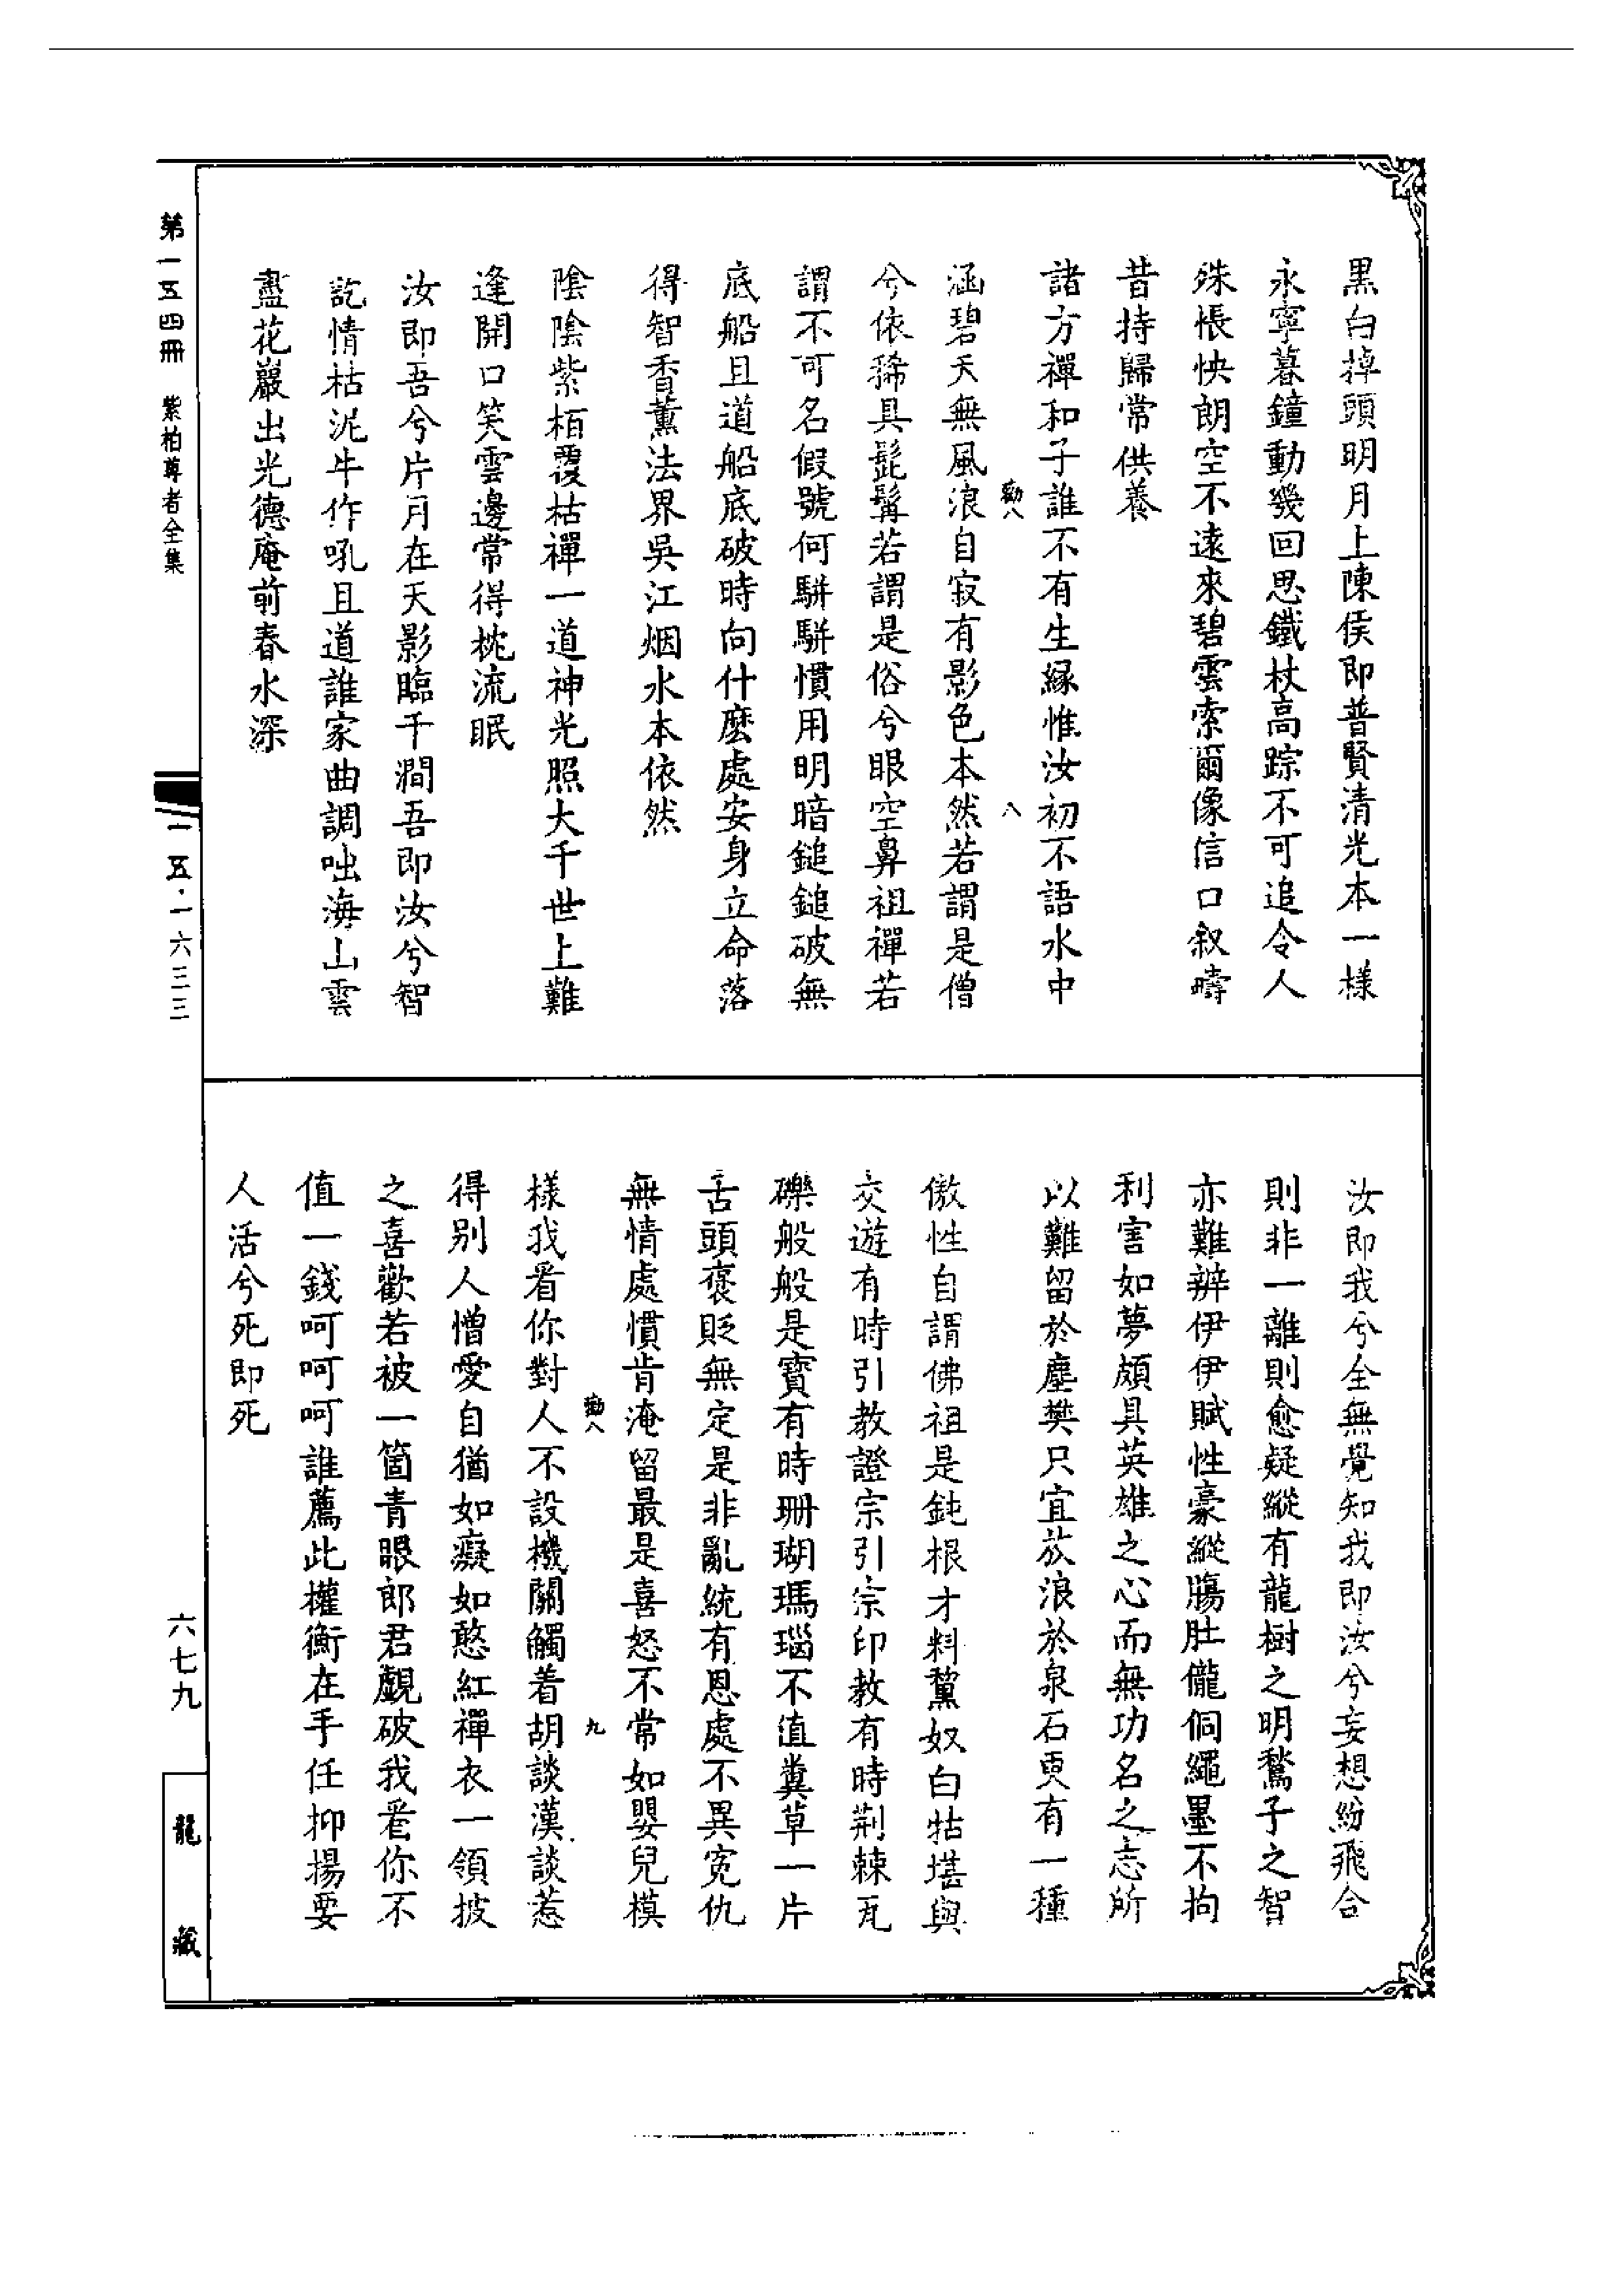 黑白掉頭明月上陳侯即普賢清光本一樣
永寧暮鐘動幾回思鐵杖高踪不可追令人
殊悵怏朗空不遠來碧雲索爾像信口叙疇
昔持歸常供養
諸方禪和子誰不有生緣惟汝初不語水中
勸八
八
涵碧天無風浪自寂有影色本然若謂是僧
兮依稀具髭髯若謂是俗兮眼空鼻祖禪若
謂不可名假號何駢駢慣用明暗鎚鎚破無
底船且道船底破時向什麼處安身立命落
得智香薰法界吳江烟水本依然
陰陰紫栢覆枯禪一道神光照大千世上難
逢開口笑雲邊常得枕流眠
汝即吾兮片月在天影臨千澗吾即汝兮智
訖情枯泥牛作吼且道誰家曲調咄海山雲
盡花巖出光德庵前春水深
汝即我兮全無覺知我即汝兮妄想紛飛合
則非一離則愈疑縱有龍樹之明鶖子之智
亦難辨伊伊賦性豪縱膓肚儱侗繩墨不拘
利害如夢頗具英雄之心而無功名之志所
以難留於塵樊只宜放浪於泉石更有一種
傲性自謂佛祖是鈍根才料黧奴白牯堪與
交遊有時引教證宗引宗印教有時荆棘瓦
礫般般是寶有時珊瑚瑪瑙不值糞草一片
舌頭褒貶無定是非亂統有恩處不異寃仇
無情處慣肯淹留最是喜怒不常如嬰兒模
勸八
九
樣我看你對人不設機關觸着胡談漢談惹
得別人憎愛自猶如癡如憨紅禪衣一領披
之喜歡若被一箇青眼郎君覷破我看你不
值一錢呵呵呵誰薦此權衡在手任抑揚要
人活兮死即死
第一五四冊 紫柏尊者全集
一五·一六三三
六七九
龍藏